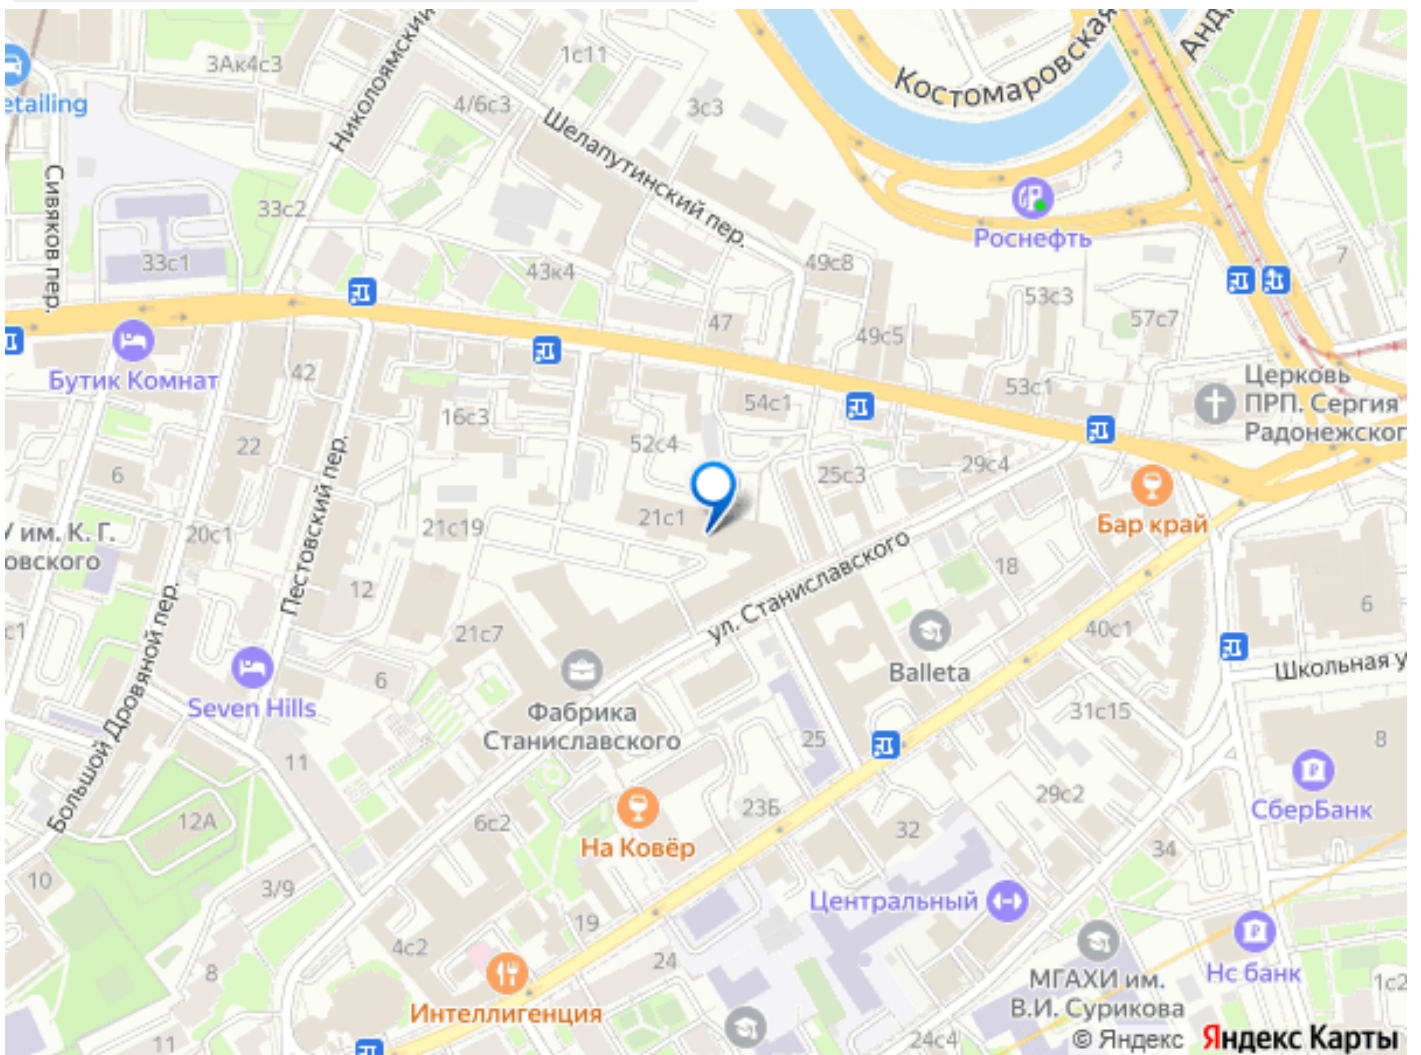 3Ак4с3
1с11
Николоямский
4/6с3
3с3
Костомаровская
Анд
etailing
Шелапутинский пер.
Сивяков пер.
33с2
33с1
Роснефть
43к4
49с8
7
53с3
57с7
47
49с5
Бутик Комнат
42
16с3
54с1
53с1
Церковь
ПРП. Сергия
Радонежског
22
52с4
25с3
29с4
6
Пестовский пер.
21с1
Бар край
У им. К. Г.
овского
20с1
21с19
ул. Станиславского
18
12
6
с1
21с7
Balleta
40с1
Школьная у
Большой Дровяной пер.
6
Seven Hills
Фабрика
Станиславского
31с15
25
8
11
29с2
СберБанк
12А
6с2
23Б
32
На Ковёр
34
10
3/9
Центральный
19
4с2
24
8
МГАХИ им.
В.И. Сурикова
Нс банк
1с2
Интеллигенция
11
24с4
© Яндекс Яндекс Карты